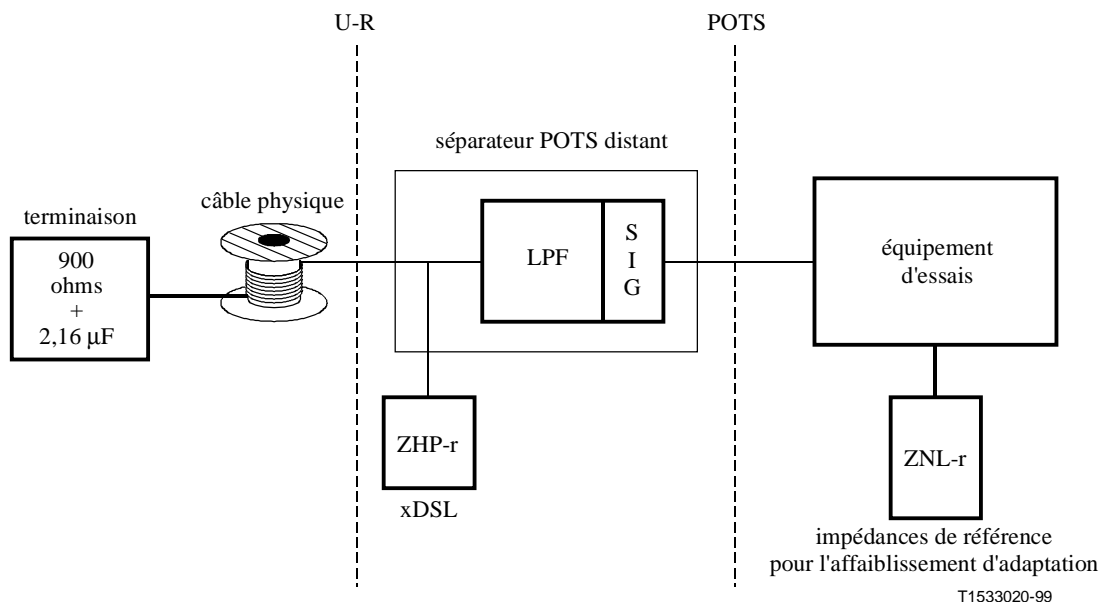 U-R
POTS
séparateur POTS distant
câble physique
terminaison
900
ohms
+
2,16 µF
LPF
S
I
G
équipement
d'essais
ZHP-r
xDSL
ZNL-r
impédances de référence
pour l'affaiblissement d'adaptation
T1533020-99